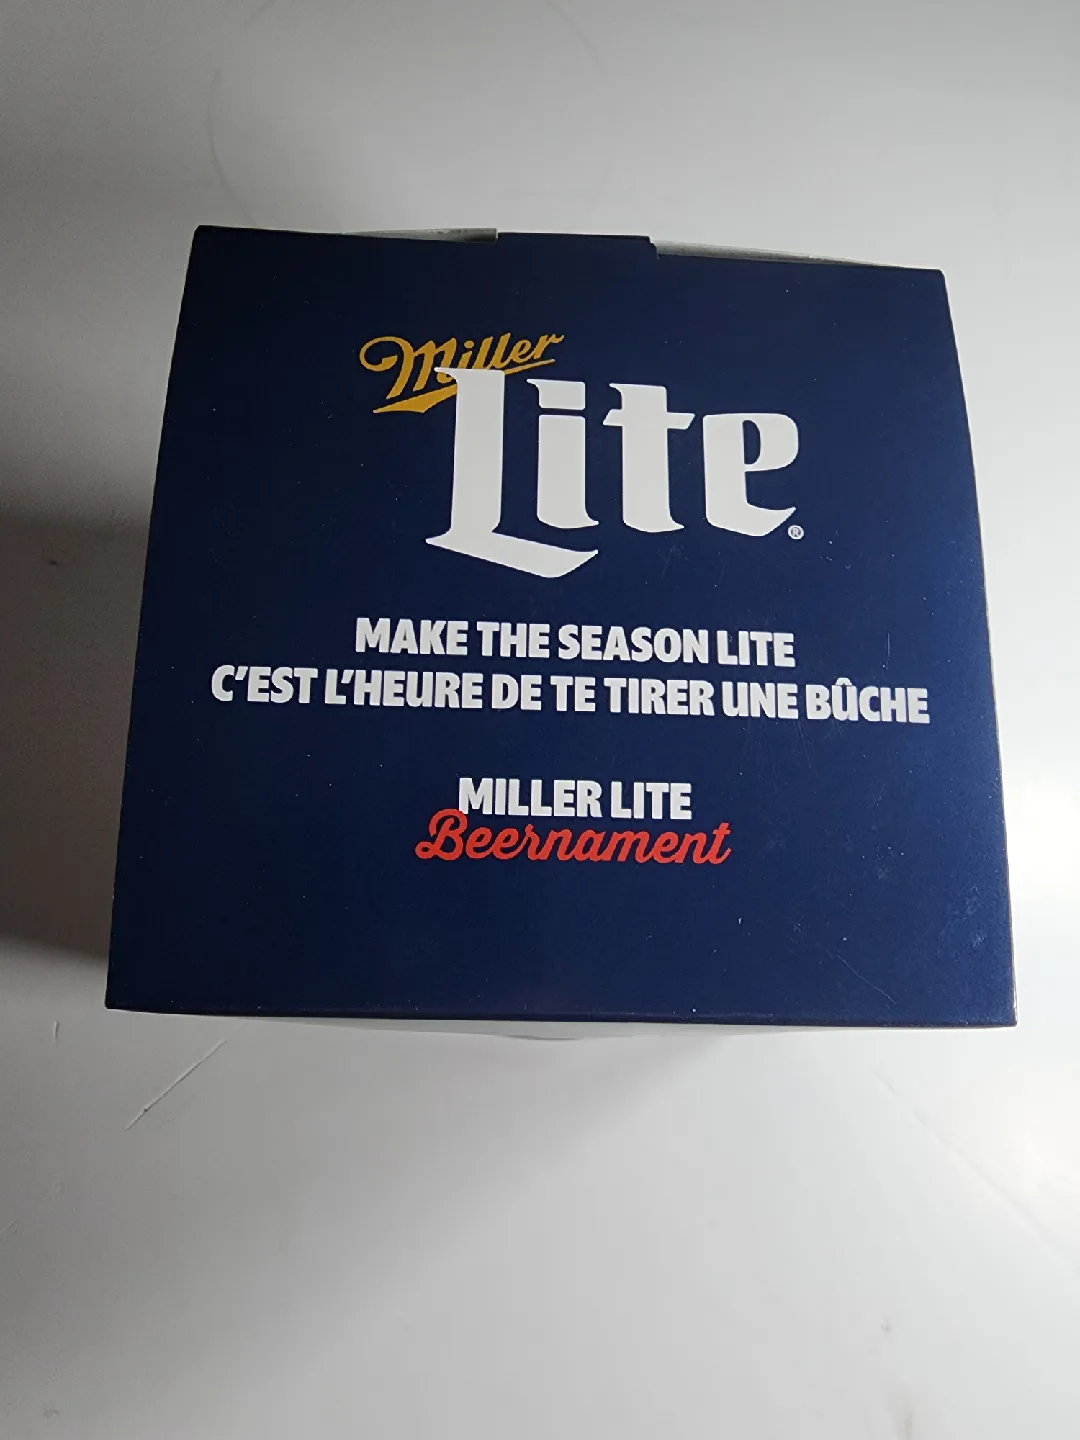 Miller
Lite®
MAKE THE SEASON LITE
C'EST L'HEURE DE TE TIRER UNE BÛCHE
MILLER LITE
Beernament